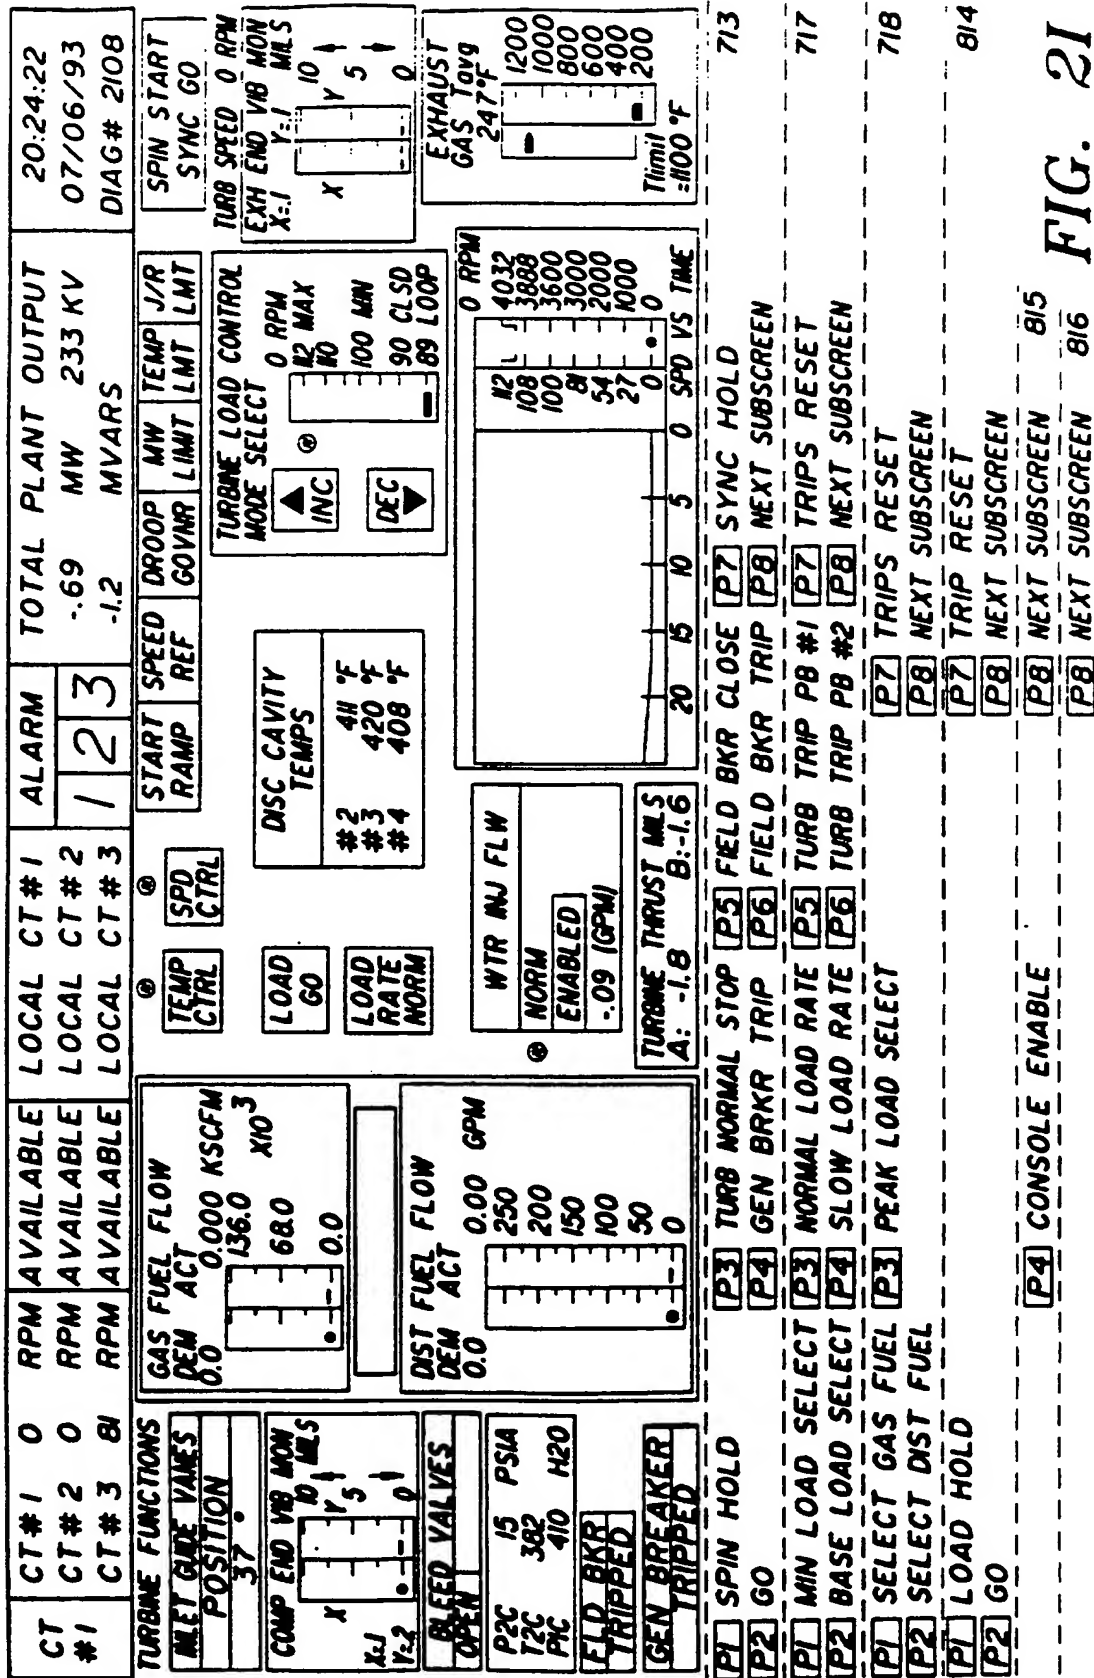 CT #1
CT #1 0 RPM AVAILABLE LOCAL CT #1
CT #2 0 RPM AVAILABLE LOCAL CT #2
CT #3 81 RPM AVAILABLE LOCAL CT #3
ALARM
1 2 3
TOTAL PLANT OUTPUT
-.69 MW 233 KV
-1.2 MVARS
20:24:22
07/06/93
DIAG# 2108
TURBINE FUNCTIONS
INLET GUIDE VANES
POSITION
37°
COMP END VIB MON
10 MILS
X Y
5
0
X=.1
Y=.2
BLEED VALVES
OPEN
P2C 15 PSIA
T2C 382
PIC 410 H2O
FLD BKR
TRIPPED
GEN BREAKER
TRIPPED
GAS FUEL FLOW
DEM ACT
0.0 0.000 KSCFM
136.0 X10³
68.0
0.0
DIST FUEL FLOW
DEM ACT
0.0 0.00 GPM
250
200
150
100
50
0
TEMP
CTRL
SPD
CTRL
LOAD
GO
LOAD
RATE
NORM
DISC CAVITY
TEMPS
#2 411 °F
#3 420 °F
#4 408 °F
WTR INJ FLW
NORM
ENABLED
-.09 (GPM)
TURBINE THRUST MILS
A: -1.8 B:-1.6
START
RAMP
SPEED
REF
DROOP
GOVNR
MW
LIMIT
TEMP
LMT
J/R
LMT
TURBINE LOAD CONTROL
MODE SELECT 0 RPM
INC
DEC
112 MAX
110
100 MIN
90 CLSD
89 LOOP
0 RPM
112 4032
108 3888
100 3600
81 3000
54 2000
27 1000
0 0
20 15 10 5 0 SPD VS TIME
SPIN START
SYNC GO
TURB SPEED 0 RPM
EXH END VIB MON
X=.1 Y=.1 MILS
10
X Y
5
0
EXHAUST
GAS Tavg
247°F
1200
1000
800
600
400
200
Tlimit
=1100 °F
P1 SPIN HOLD P3 TURB NORMAL STOP P5 FIELD BKR CLOSE P7 SYNC HOLD 713
P2 GO P4 GEN BRKR TRIP P6 FIELD BKR TRIP P8 NEXT SUBSCREEN
P1 MIN LOAD SELECT P3 NORMAL LOAD RATE P5 TURB TRIP PB #1 P7 TRIPS RESET 717
P2 BASE LOAD SELECT P4 SLOW LOAD RATE P6 TURB TRIP PB #2 P8 NEXT SUBSCREEN
P1 SELECT GAS FUEL P3 PEAK LOAD SELECT P7 TRIPS RESET 718
P2 SELECT DIST FUEL P8 NEXT SUBSCREEN
P1 LOAD HOLD P7 TRIP RESET 814
P2 GO P8 NEXT SUBSCREEN
P4 CONSOLE ENABLE P8 NEXT SUBSCREEN 815
P8 NEXT SUBSCREEN 816
FIG. 2I